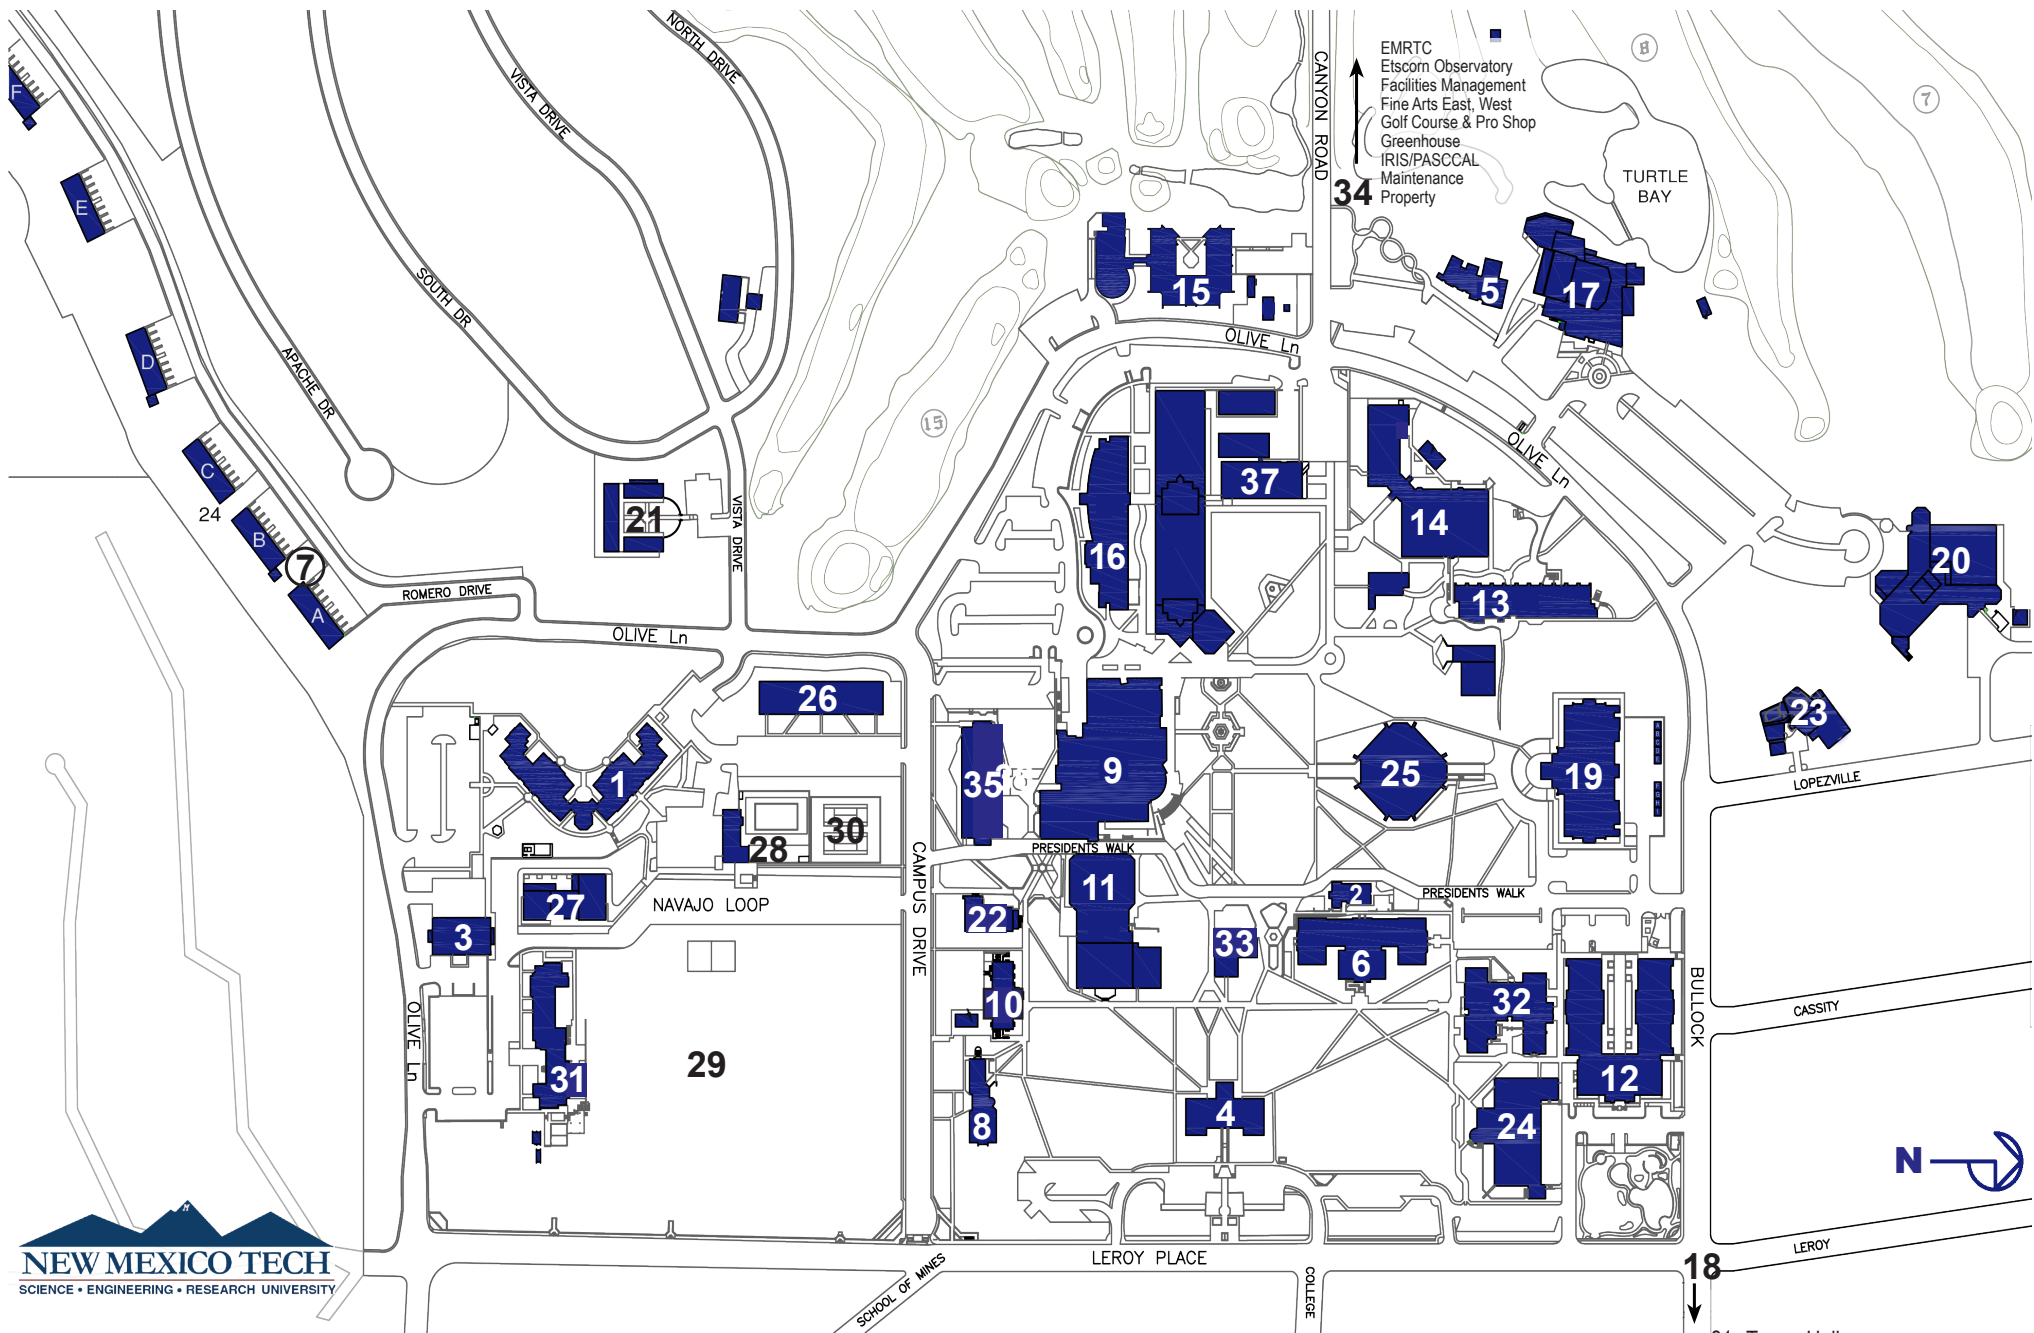 NORTH DRIVE
VISTA DRIVE
CANYON ROAD
EMRTC
Etscorn Observatory
Facilities Management
Fine Arts East, West
Golf Course & Pro Shop
Greenhouse
IRIS/PASCCAL
Maintenance
Property
34
8
7
TURTLE
BAY
F
E
D
C
24
B
7
A
SOUTH DR
APACHE DR
15
5
17
OLIVE Ln
15
OLIVE Ln
37
14
16
13
20
21
VISTA DRIVE
ROMERO DRIVE
OLIVE Ln
26
1
35
9
25
19
23
LOPEZVILLE
28
30
PRESIDENTS WALK
CAMPUS DRIVE
11
2
PRESIDENTS WALK
27
NAVAJO LOOP
22
33
6
3
10
32
BULLOCK
CASSITY
OLIVE Ln
31
29
8
4
24
12
N
M
NEW MEXICO TECH
SCIENCE • ENGINEERING • RESEARCH UNIVERSITY
LEROY PLACE
SCHOOL OF MINES
COLLEGE
18
LEROY